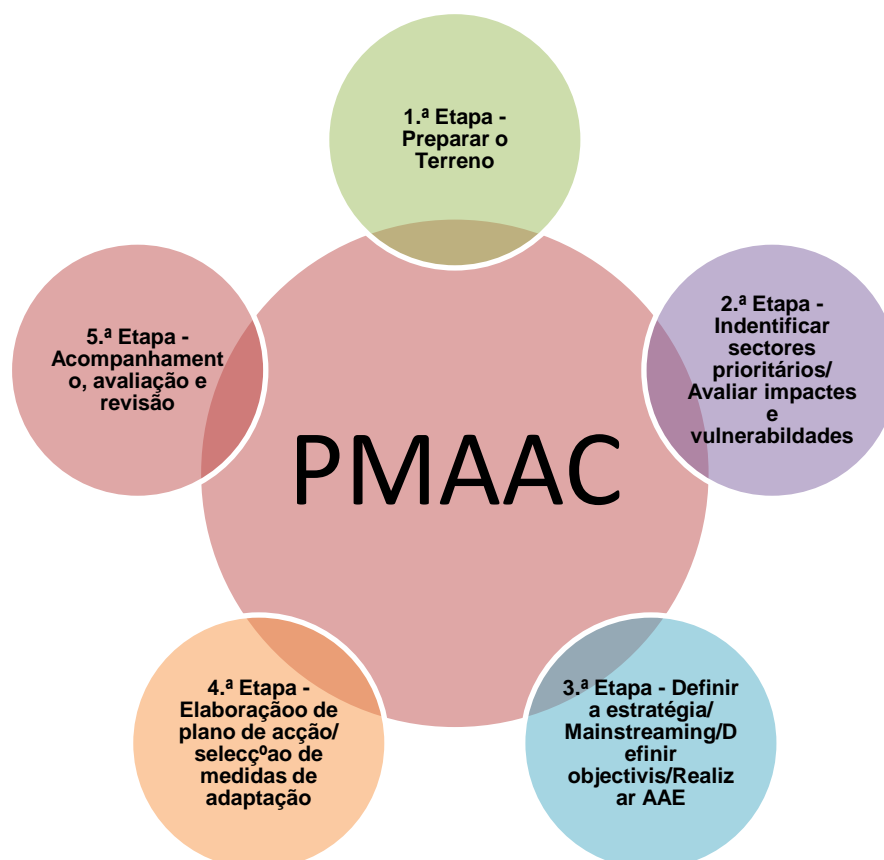 1.ª Etapa -
Preparar o
Terreno
2.ª Etapa -
Indentificar
sectores
prioritários/
Avaliar impactes
e
vulnerabildades
3.ª Etapa - Definir
a estratégia/
Mainstreaming/D
efinir
objectivis/Realiz
ar AAE
4.ª Etapa -
Elaboraçãoo de
plano de acção/
selecçºao de
medidas de
adaptação
5.ª Etapa -
Acompanhament
o, avaliação e
revisão
PMAAC